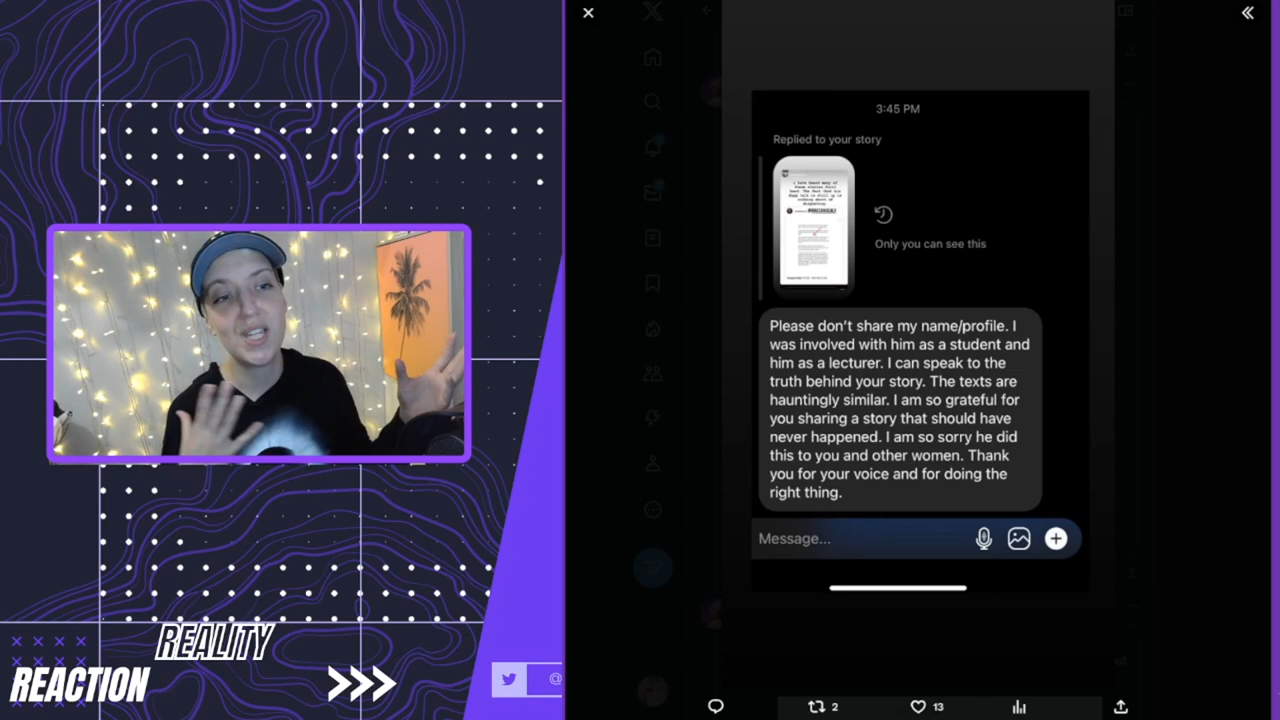 3:45 PM
Replied to your story
Only you can see this
Please don't share my name/profile. I
was involved with him as a student and
him as a lecturer. I can speak to the
truth behind your story. The texts are
hauntingly similar. I am so grateful for
you sharing a story that should have
never happened. I am so sorry he did
this to you and other women. Thank
you for your voice and for doing the
right thing.
Message...
2
13
REALITY
REACTION
@